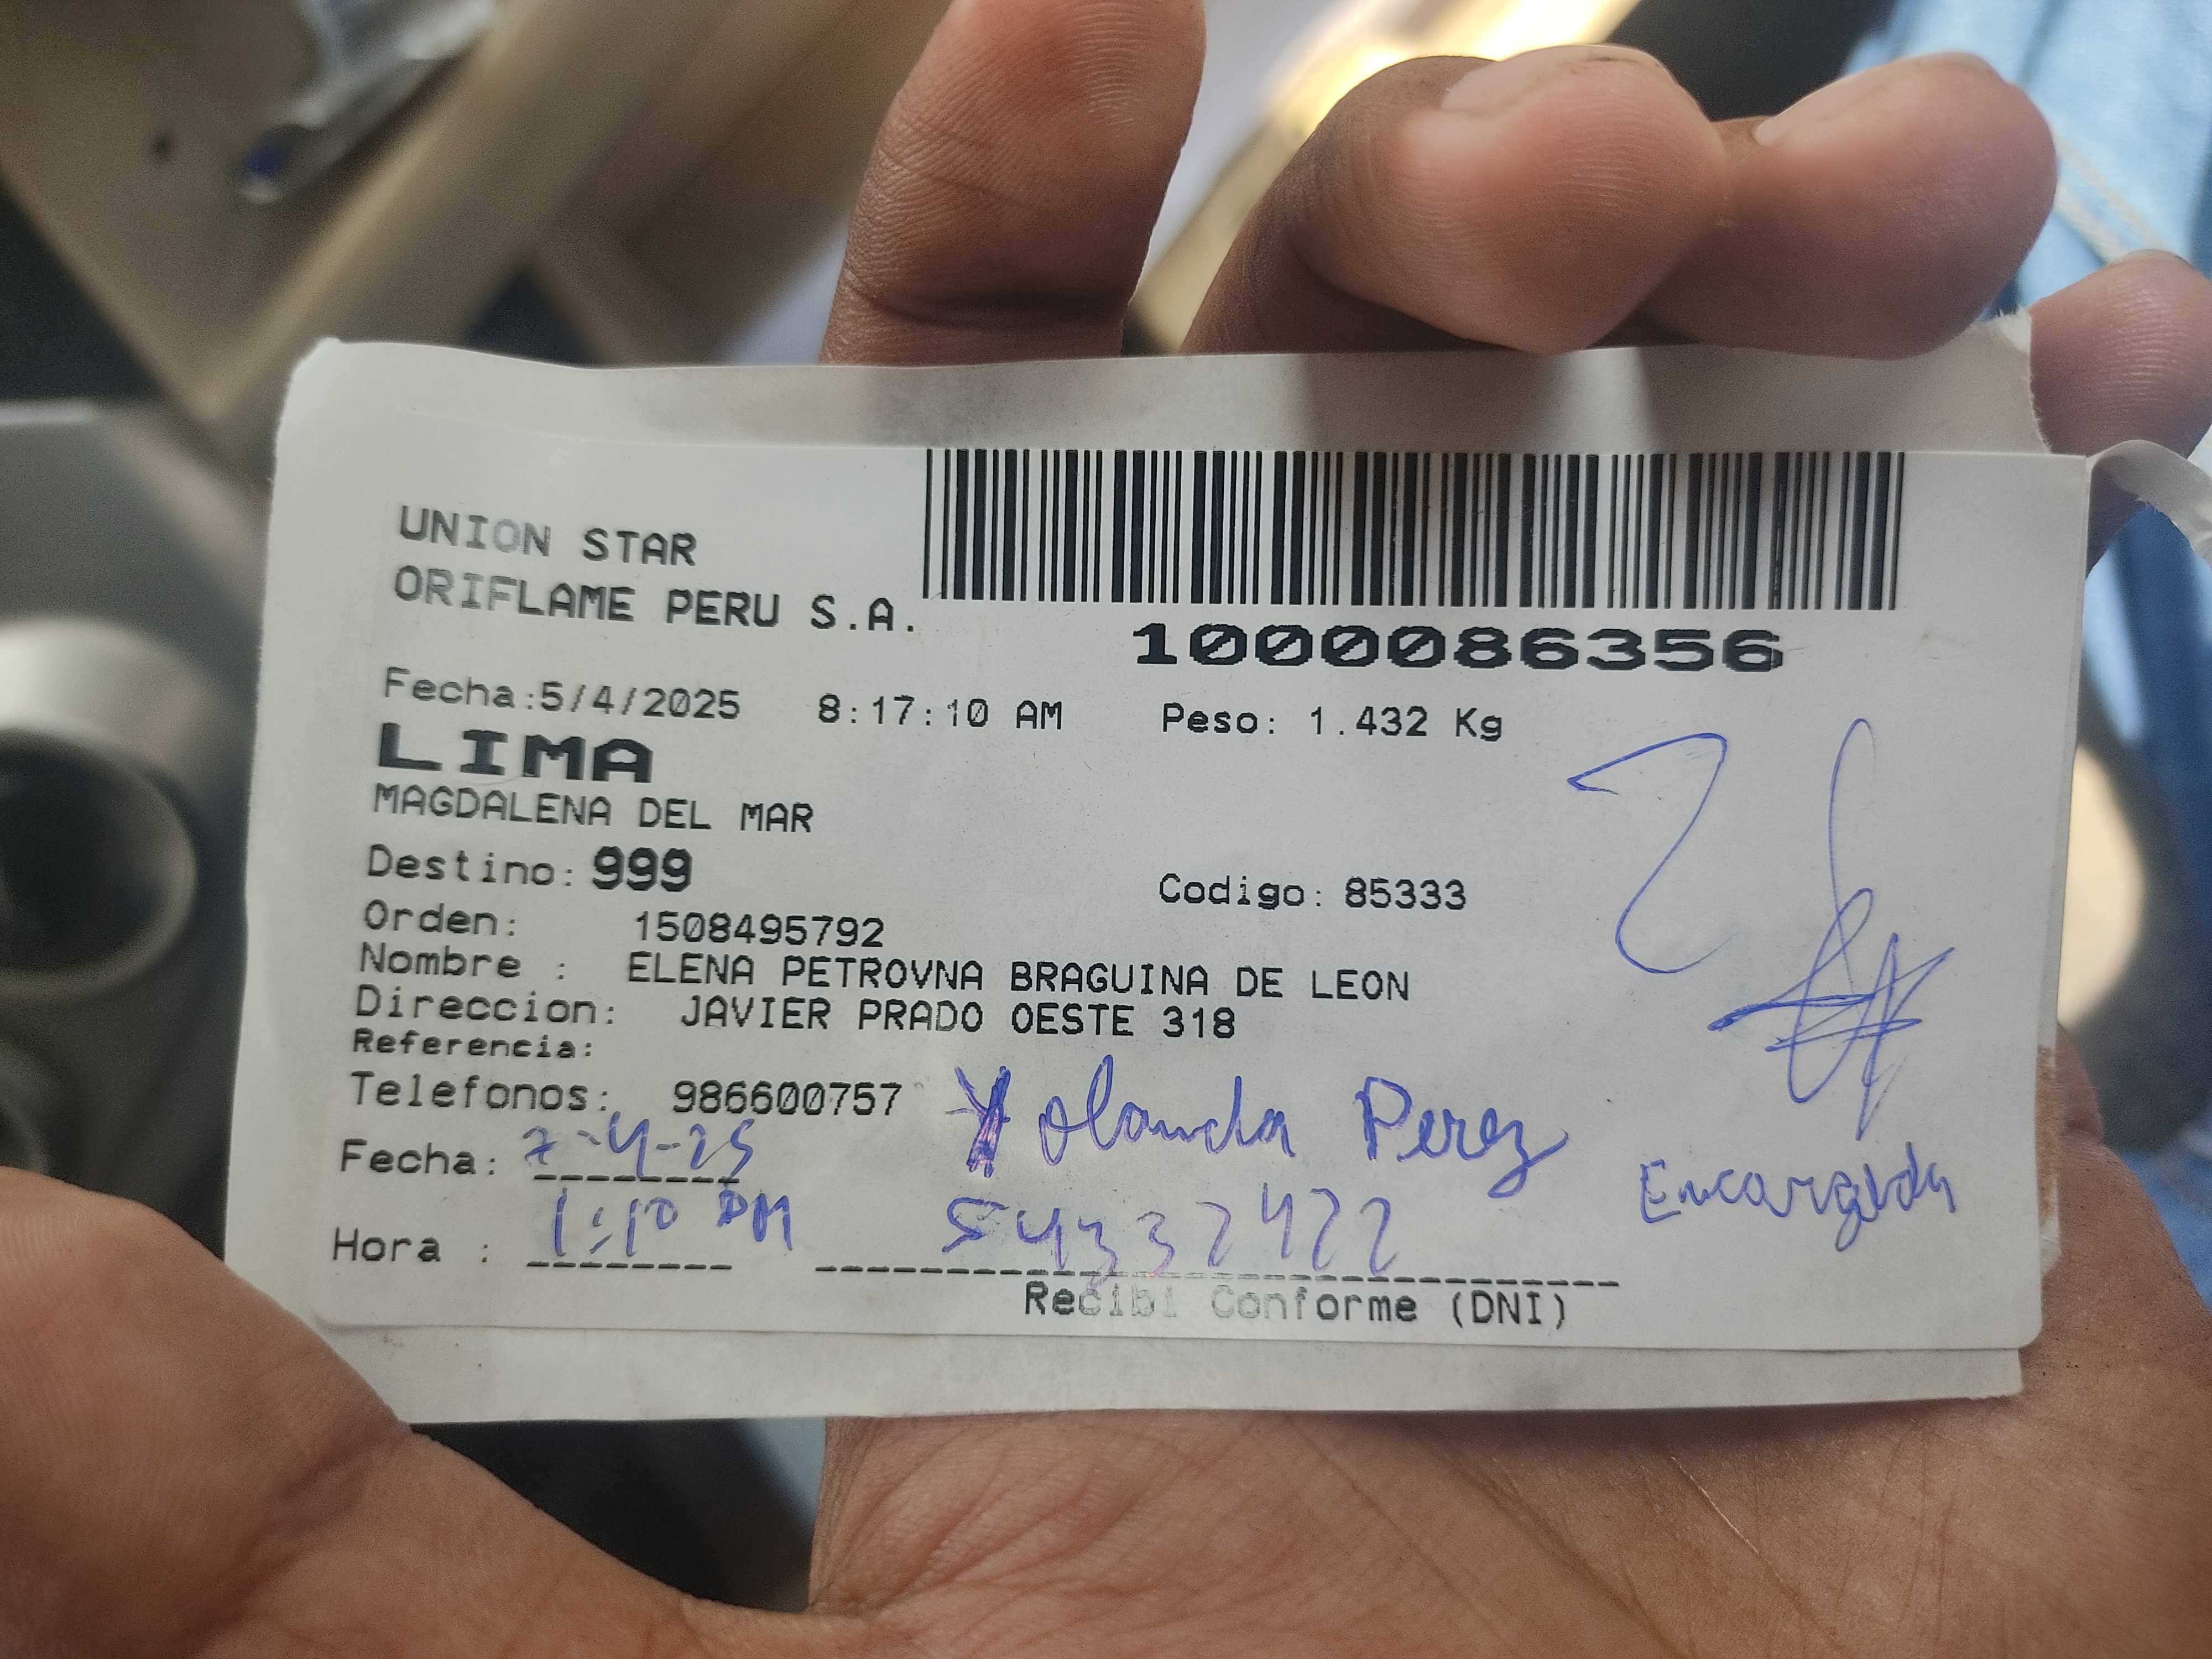 UNION STAR
ORIFLAME PERU S.A.
1000086356
Fecha:5/4/2025 8:17:10 AM Peso: 1.432 Kg
LIMA
MAGDALENA DEL MAR
Destino: 999 Codigo: 85333
Orden: 1508495792
Nombre : ELENA PETROVNA BRAGUINA DE LEON
Direccion: JAVIER PRADO OESTE 318
Referencia:
Telefonos: 986600757 Yolanda Perez
Fecha: 7-4-25 Encargada
Hora : 1:10 PM
Recibi Conforme (DNI)